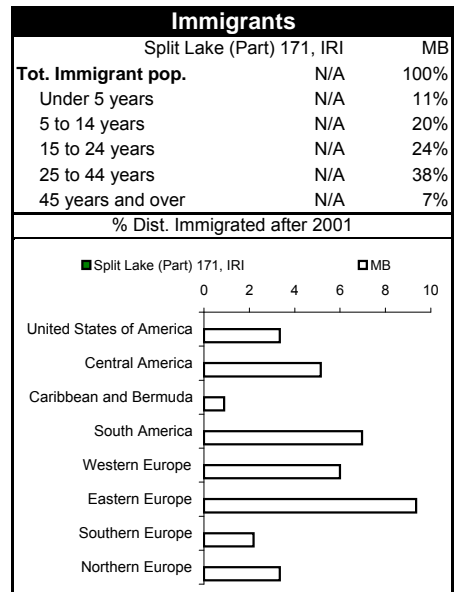 Immigrants
Split Lake (Part) 171, IRI MB
Tot. Immigrant pop. N/A 100%
Under 5 years N/A 11%
5 to 14 years N/A 20%
15 to 24 years N/A 24%
25 to 44 years N/A 38%
45 years and over N/A 7%
% Dist. Immigrated after 2001
Split Lake (Part) 171, IRI MB
0 2 4 6 8 10
United States of America
Central America
Caribbean and Bermuda
South America
Western Europe
Eastern Europe
Southern Europe
Northern Europe